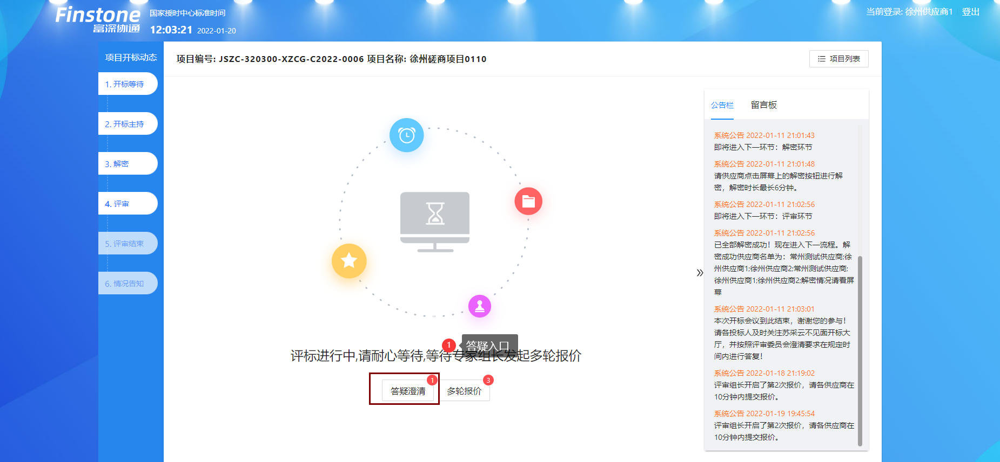 Finstone
富深协通
国家授时中心标准时间
12:03:21 2022-01-20
当前登录: 徐州供应商1 登出
项目开标动态
1. 开标等待
2. 开标主持
3. 解密
4. 评审
5. 评审结束
6. 情况告知
项目编号: JSZC-320300-XZCG-C2022-0006 项目名称: 徐州磋商项目0110
项目列表
1 答疑入口
评标进行中,请耐心等待,等待专家组长发起多轮报价
答疑澄清 1
多轮报价 3
公告栏 留言板
系统公告 2022-01-11 21:01:43
即将进入下一环节：解密环节
系统公告 2022-01-11 21:01:48
请供应商点击屏幕上的解密按钮进行解
密，解密时长最长6分钟。
系统公告 2022-01-11 21:02:56
即将进入下一环节：评审环节
系统公告 2022-01-11 21:02:56
已全部解密成功！现在进入下一流程。解
密成功供应商名单为：常州测试供应商;徐
州供应商1;徐州供应商2;常州测试供应商;
徐州供应商1;徐州供应商2;解密情况请看屏
幕
系统公告 2022-01-11 21:03:01
本次开标会议到此结束，谢谢您的参与！
请各投标人及时关注苏采云不见面开标大
厅，并按照评审委员会澄清要求在规定时
间内进行答复！
系统公告 2022-01-18 21:19:02
评审组长开启了第2次报价，请各供应商在
10分钟内提交报价。
系统公告 2022-01-19 19:45:54
评审组长开启了第2次报价，请各供应商在
10分钟内提交报价。